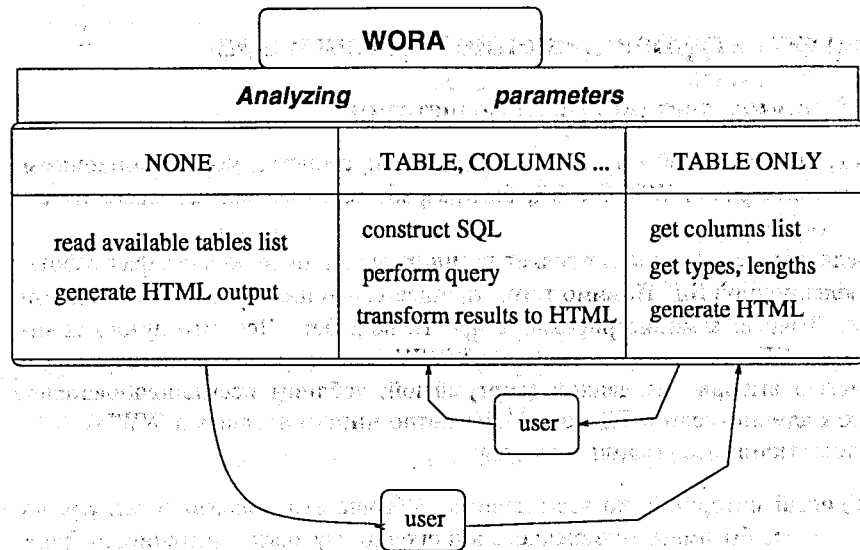 WORA
Analyzing parameters
NONE
TABLE, COLUMNS ...
TABLE ONLY
read available tables list
generate HTML output
construct SQL
perform query
transform results to HTML
get columns list
get types, lengths
generate HTML
user
user